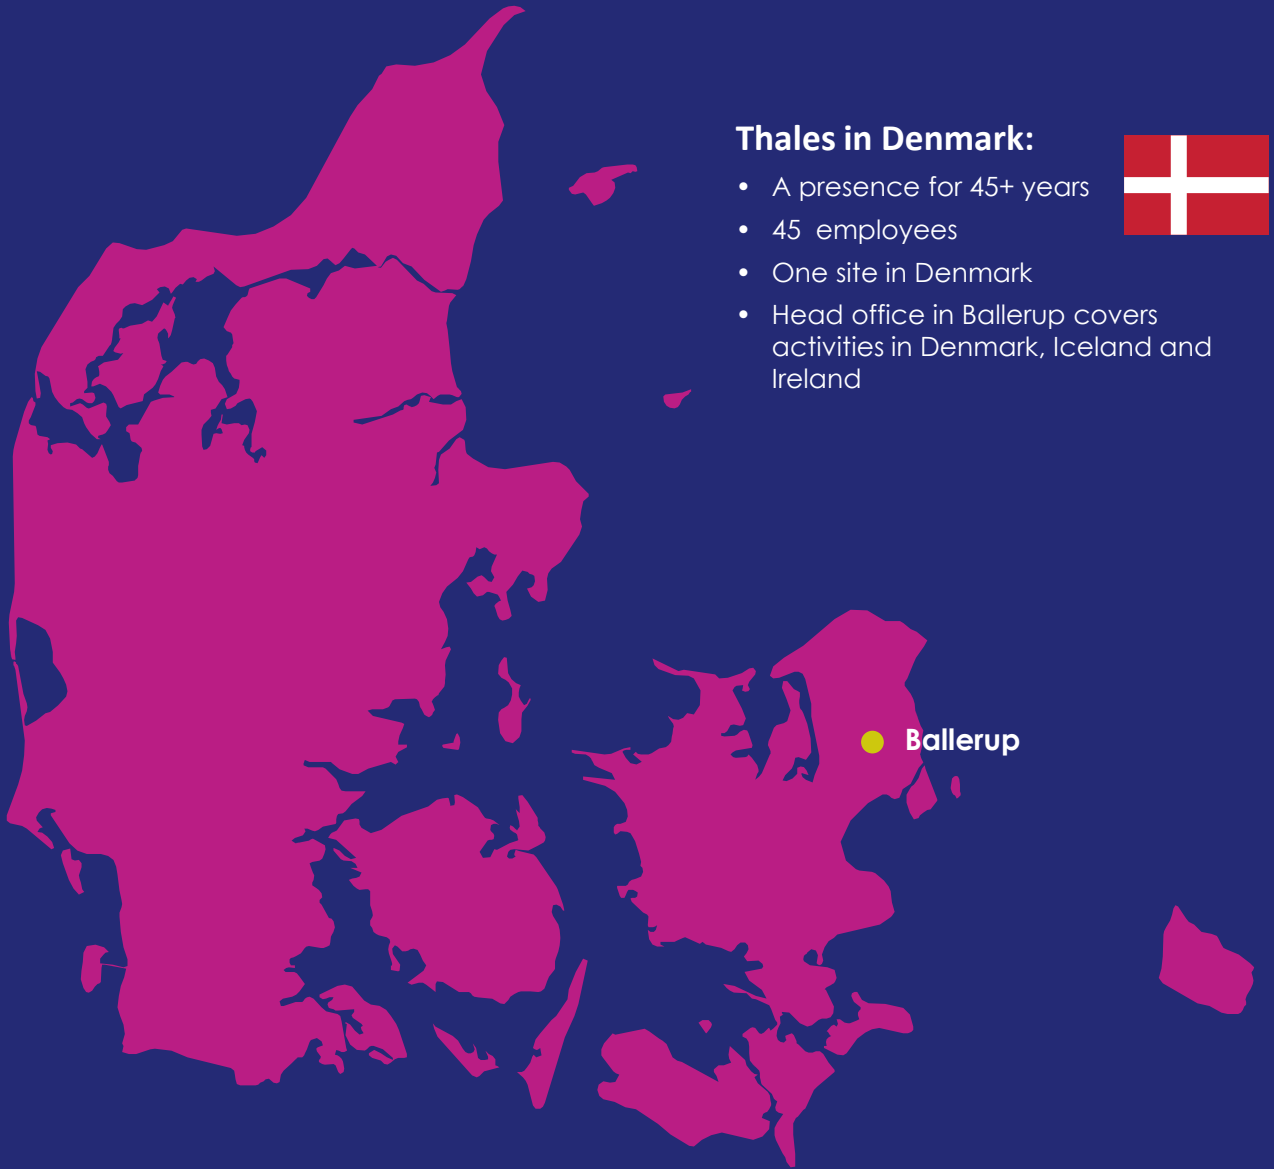 Thales in Denmark:
• A presence for 45+ years
• 45  employees
• One site in Denmark
• Head office in Ballerup covers
activities in Denmark, Iceland and
Ireland
Ballerup